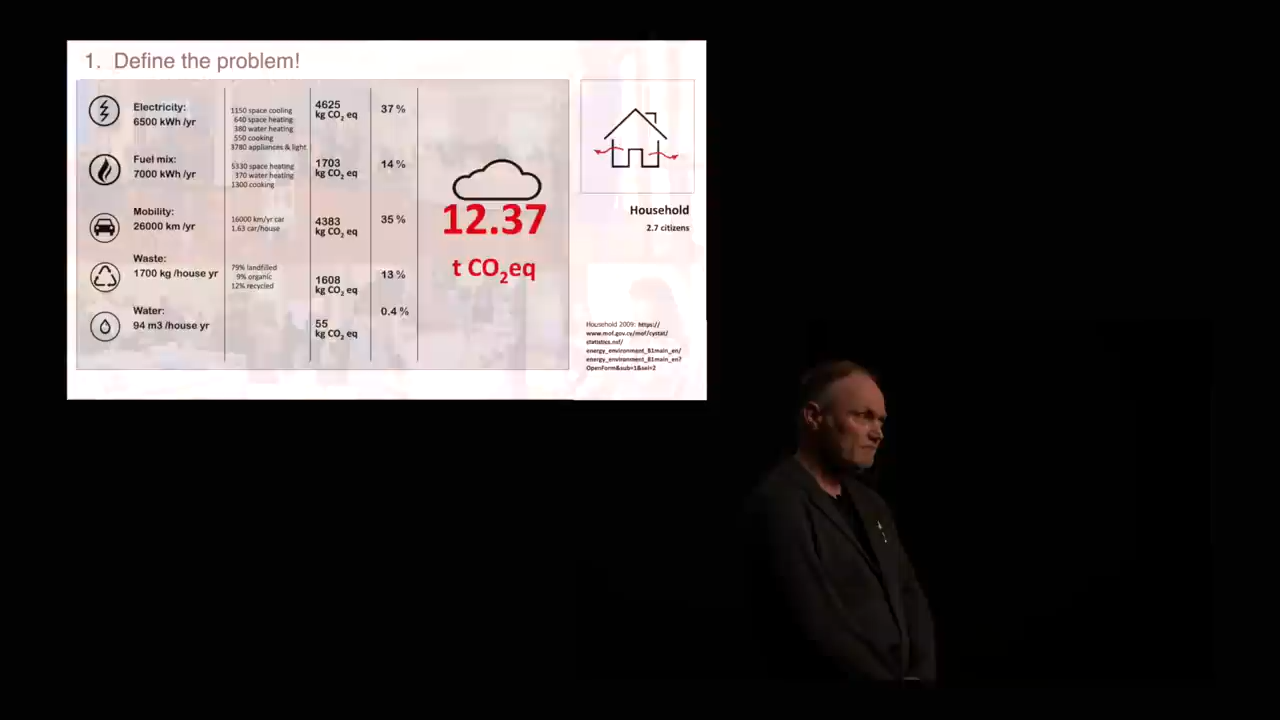 1. Define the problem!
Electricity:
6500 kWh /yr
1150 space cooling
640 space heating
380 water heating
550 cooking
3780 appliances & light
4625
kg CO2 eq
37 %
Fuel mix:
7000 kWh /yr
5330 space heating
370 water heating
1300 cooking
1703
kg CO2 eq
14 %
Mobility:
26000 km /yr
16000 km/yr car
1.63 car/house
4383
kg CO2 eq
35 %
Waste:
1700 kg /house yr
79% landfilled
9% organic
12% recycled
1608
kg CO2 eq
13 %
Water:
94 m3 /house yr
55
kg CO2 eq
0.4 %
12.37
t CO2eq
Household
2.7 citizens
Household 2009: https://
www.mof.gov.cy/mof/cystat/
statistics.nsf/
energy_environment_81main_en/
energy_environment_81main_en?
OpenForm&sub=1&sel=2